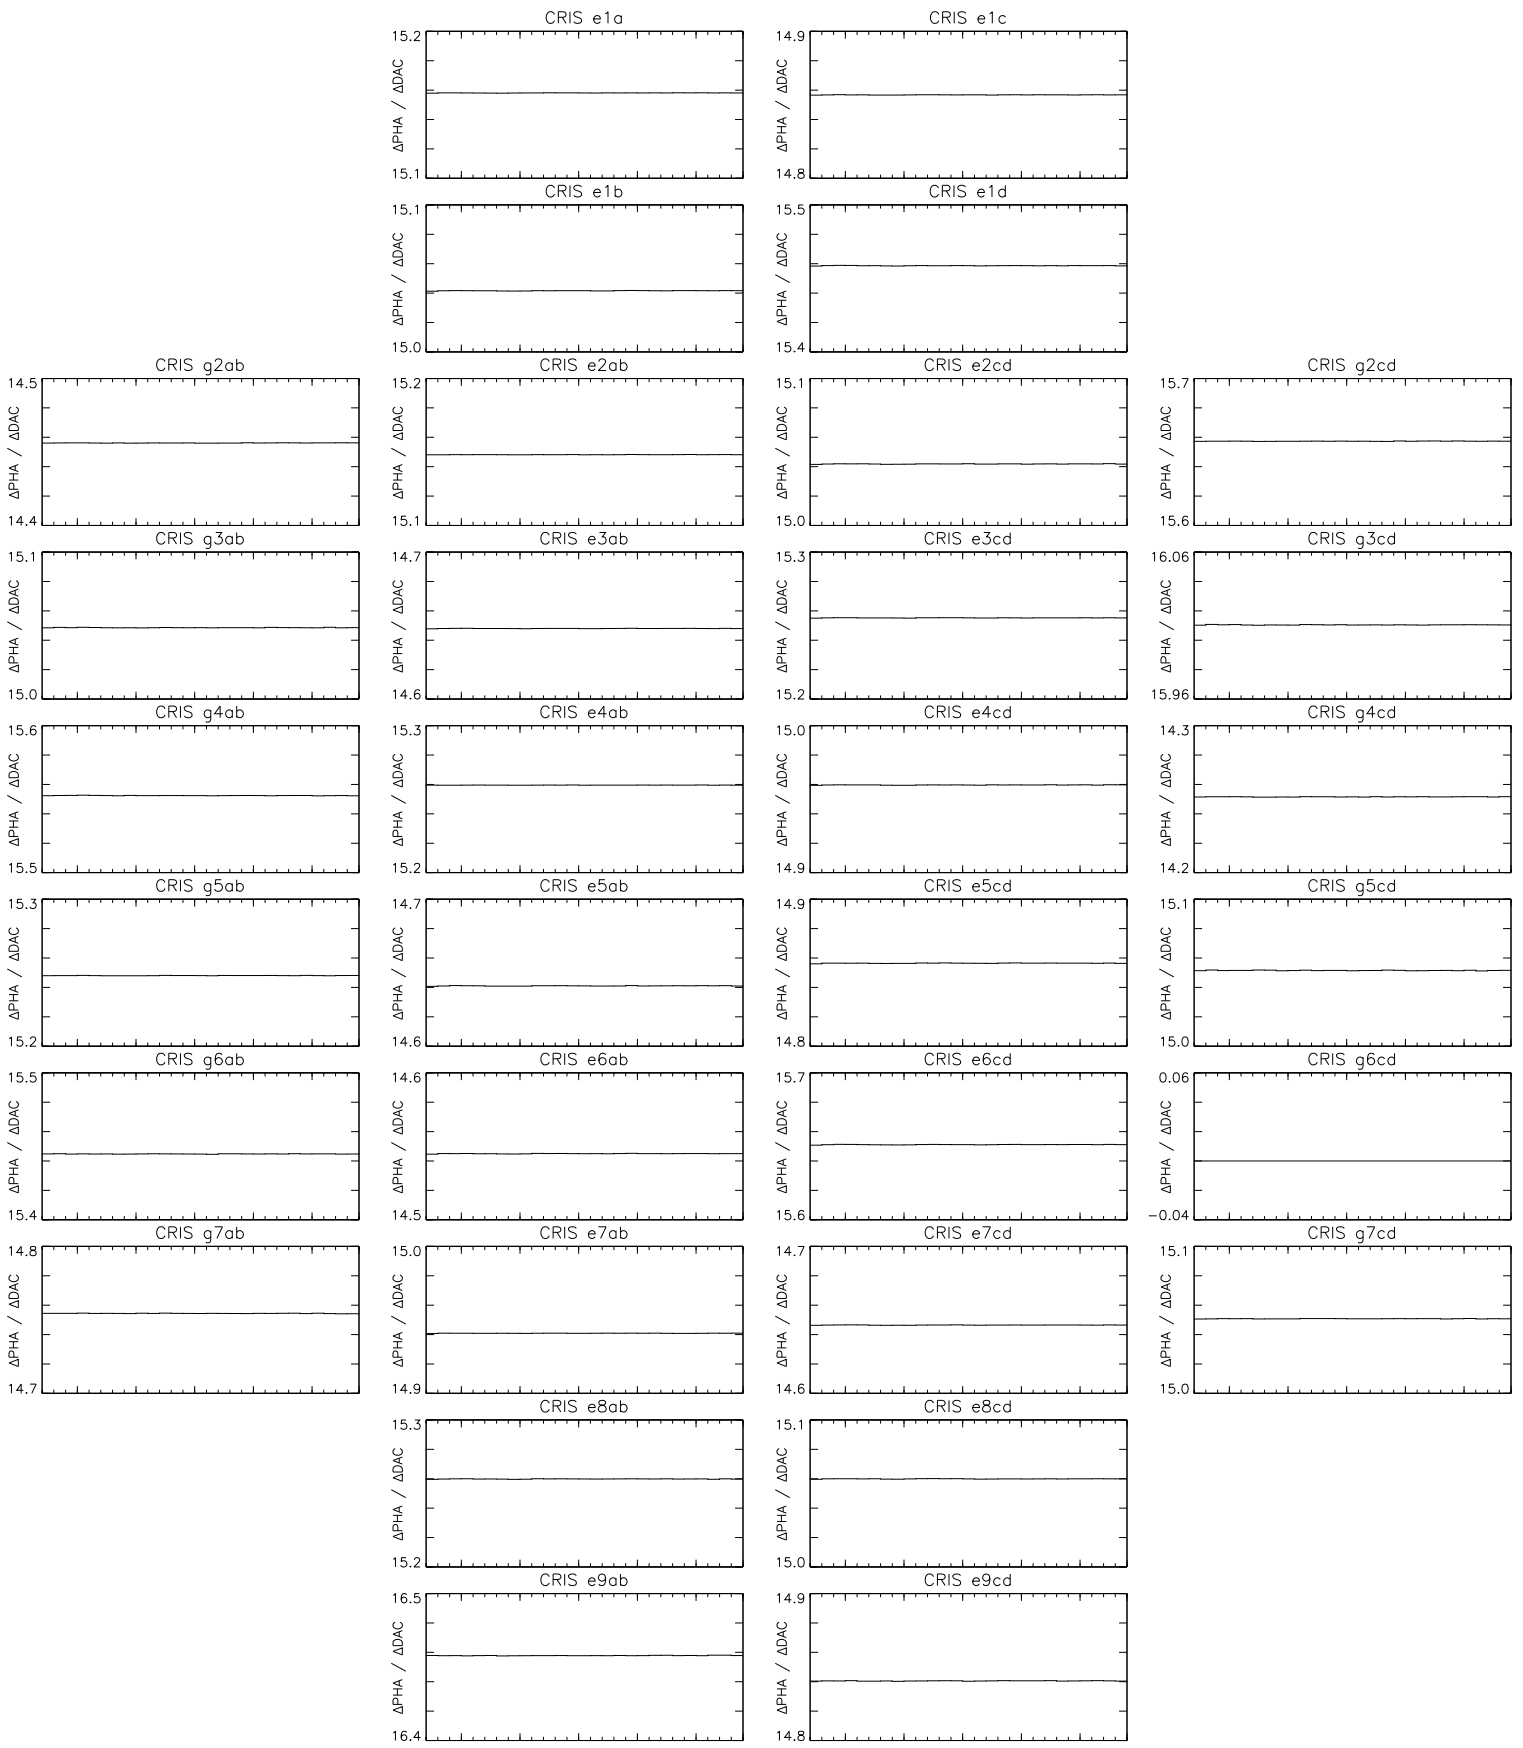 CRIS e1a
CRIS e1c
15.2
ΔPHA / ΔDAC
15.1
14.9
ΔPHA / ΔDAC
14.8
CRIS e1b
CRIS e1d
15.1
ΔPHA / ΔDAC
15.0
15.5
ΔPHA / ΔDAC
15.4
CRIS g2ab
CRIS e2ab
CRIS e2cd
CRIS g2cd
14.5
ΔPHA / ΔDAC
14.4
15.2
ΔPHA / ΔDAC
15.1
15.1
ΔPHA / ΔDAC
15.0
15.7
ΔPHA / ΔDAC
15.6
CRIS g3ab
CRIS e3ab
CRIS e3cd
CRIS g3cd
15.1
ΔPHA / ΔDAC
15.0
14.7
ΔPHA / ΔDAC
14.6
15.3
ΔPHA / ΔDAC
15.2
16.06
ΔPHA / ΔDAC
15.96
CRIS g4ab
CRIS e4ab
CRIS e4cd
CRIS g4cd
15.6
ΔPHA / ΔDAC
15.5
15.3
ΔPHA / ΔDAC
15.2
15.0
ΔPHA / ΔDAC
14.9
14.3
ΔPHA / ΔDAC
14.2
CRIS g5ab
CRIS e5ab
CRIS e5cd
CRIS g5cd
15.3
ΔPHA / ΔDAC
15.2
14.7
ΔPHA / ΔDAC
14.6
14.9
ΔPHA / ΔDAC
14.8
15.1
ΔPHA / ΔDAC
15.0
CRIS g6ab
CRIS e6ab
CRIS e6cd
CRIS g6cd
15.5
ΔPHA / ΔDAC
15.4
14.6
ΔPHA / ΔDAC
14.5
15.7
ΔPHA / ΔDAC
15.6
0.06
ΔPHA / ΔDAC
−0.04
CRIS g7ab
CRIS e7ab
CRIS e7cd
CRIS g7cd
14.8
ΔPHA / ΔDAC
14.7
15.0
ΔPHA / ΔDAC
14.9
14.7
ΔPHA / ΔDAC
14.6
15.1
ΔPHA / ΔDAC
15.0
CRIS e8ab
CRIS e8cd
15.3
ΔPHA / ΔDAC
15.2
15.1
ΔPHA / ΔDAC
15.0
CRIS e9ab
CRIS e9cd
16.5
ΔPHA / ΔDAC
16.4
14.9
ΔPHA / ΔDAC
14.8